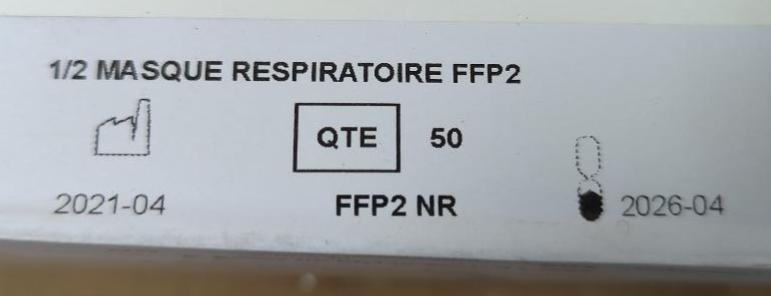 1/2 MASQUE RESPIRATOIRE FFP2
QTE 50
2021-04 FFP2 NR 2026-04